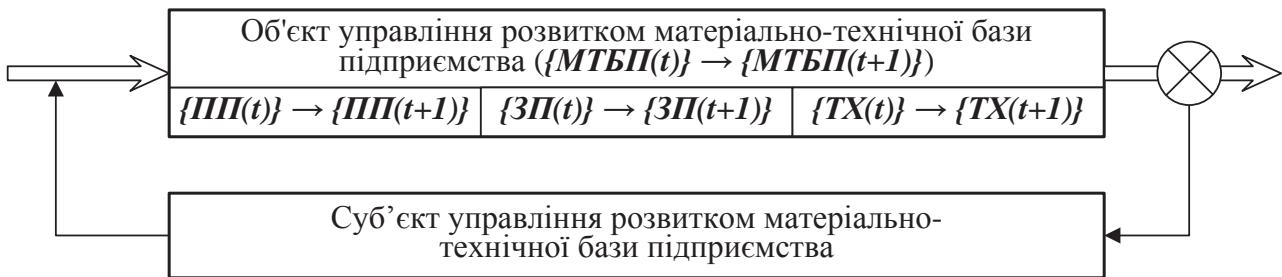 Об'єкт управління розвитком матеріально-технічної бази
підприємства ({МТБП(t)} → {МТБП(t+1)})
{ПП(t)} → {ПП(t+1)} {ЗП(t)} → {ЗП(t+1)} {ТХ(t)} → {ТХ(t+1)}
Суб’єкт управління розвитком матеріально-
технічної бази підприємства